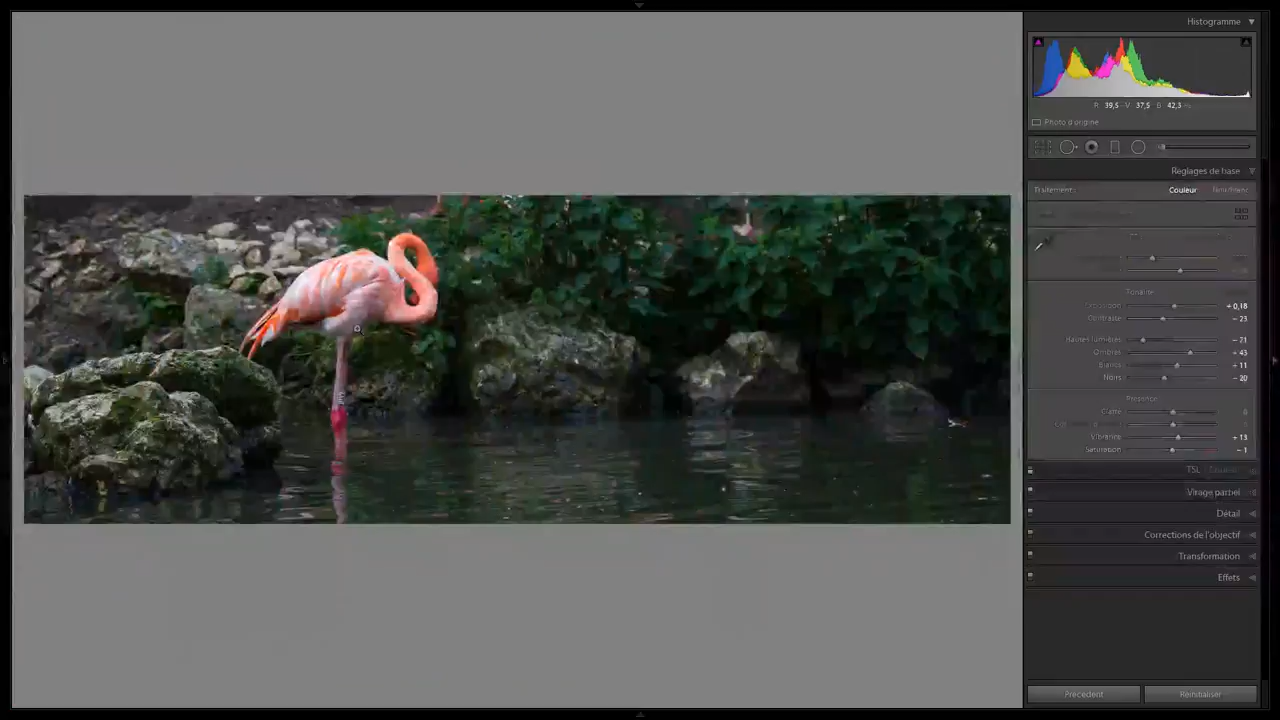 Histogramme
R 39,5 V 37,5 B 42,3 %
Photo d'origine
Réglages de base
Traitement: Couleur Noir/blanc
Tonalité
Exposition + 0,18
Contraste - 23
Hautes lumières - 71
Ombres + 43
Blancs + 11
Noirs - 20
Présence
Clarté 0
Vibrance + 13
Saturation - 1
TSL Couleur
Virage partiel
Détail
Corrections de l'objectif
Transformation
Effets
Précédent Réinitialiser